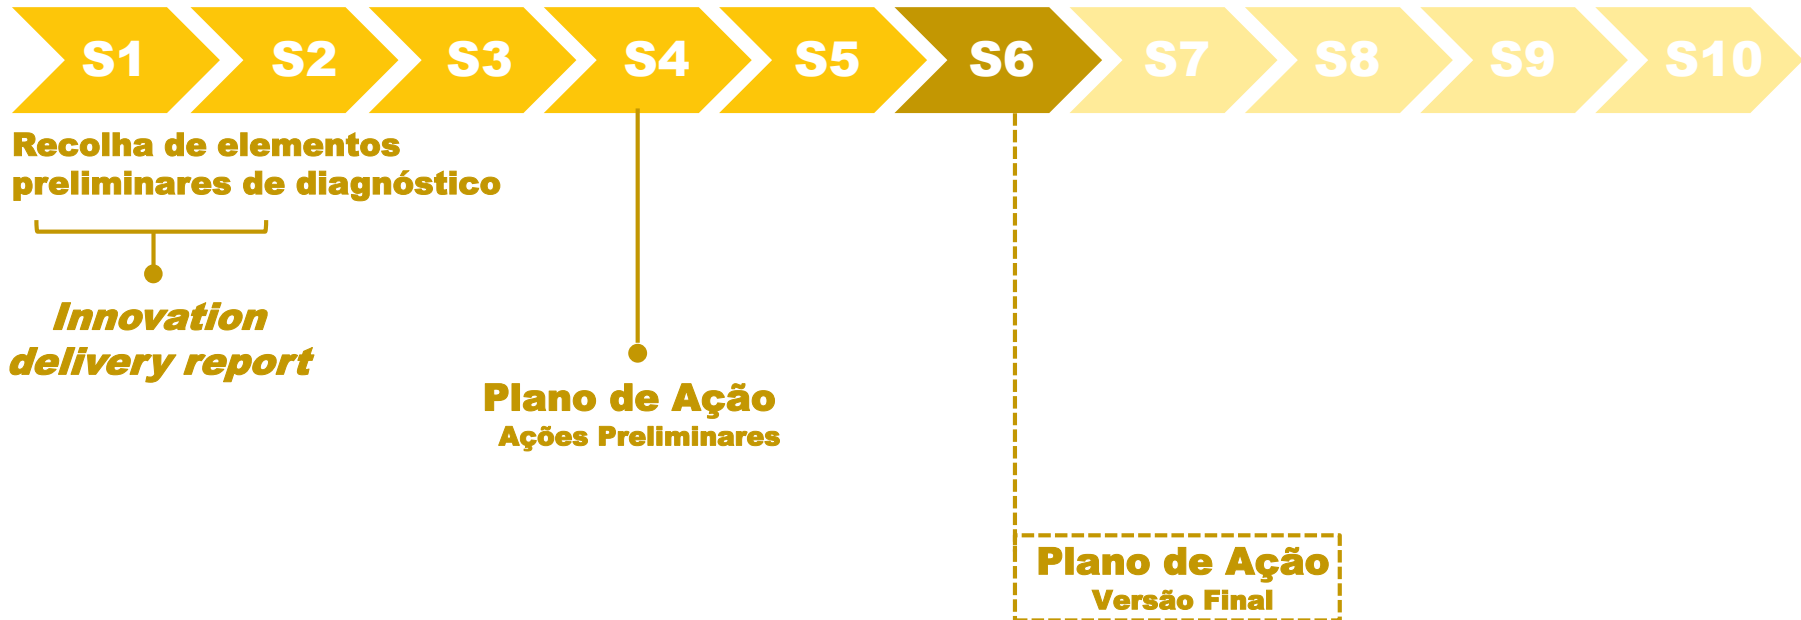 S1 S2 S3 S4 S5 S6 S7 S8 S9 S10
Recolha de elementos
preliminares de diagnóstico
Innovation
delivery report
Plano de Ação
Ações Preliminares
Plano de Ação
Versão Final